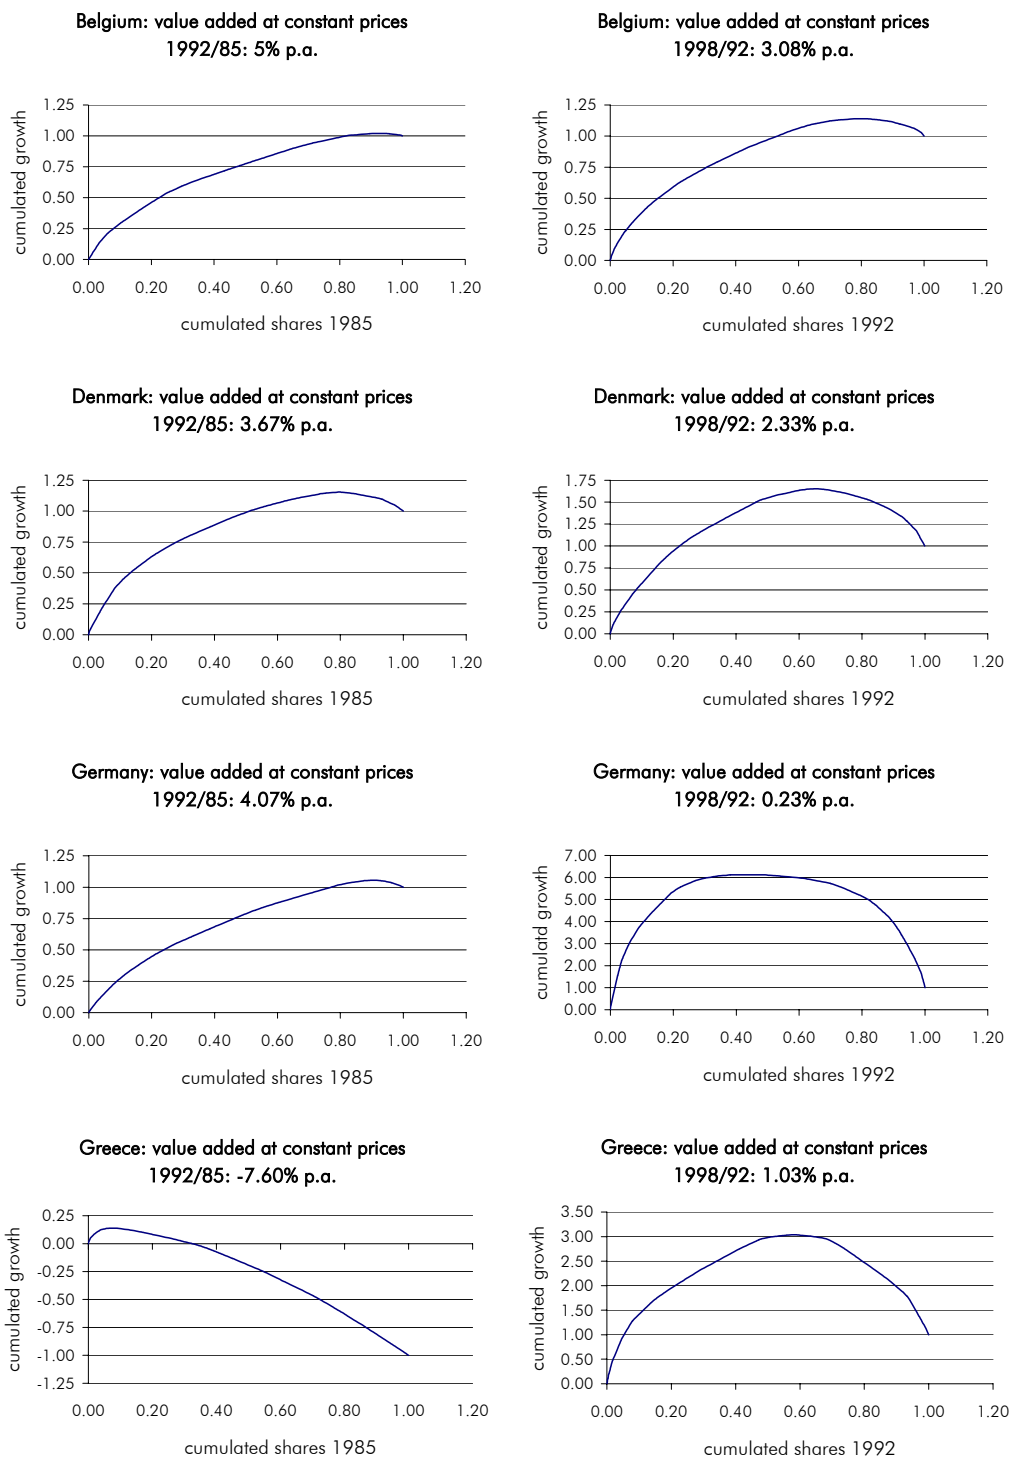 Belgium: value added at constant prices
1992/85: 5% p.a.
1.25
1.00
0.75
0.50
0.25
0.00
cumulated growth
0.00 0.20 0.40 0.60 0.80 1.00 1.20
cumulated shares 1985
Belgium: value added at constant prices
1998/92: 3.08% p.a.
1.25
1.00
0.75
0.50
0.25
0.00
cumulated growth
0.00 0.20 0.40 0.60 0.80 1.00 1.20
cumulated shares 1992
Denmark: value added at constant prices
1992/85: 3.67% p.a.
1.25
1.00
0.75
0.50
0.25
0.00
cumulated growth
0.00 0.20 0.40 0.60 0.80 1.00 1.20
cumulated shares 1985
Denmark: value added at constant prices
1998/92: 2.33% p.a.
1.75
1.50
1.25
1.00
0.75
0.50
0.25
0.00
cumulated growth
0.00 0.20 0.40 0.60 0.80 1.00 1.20
cumulated shares 1992
Germany: value added at constant prices
1992/85: 4.07% p.a.
1.25
1.00
0.75
0.50
0.25
0.00
cumulated growth
0.00 0.20 0.40 0.60 0.80 1.00 1.20
cumulated shares 1985
Germany: value added at constant prices
1998/92: 0.23% p.a.
7.00
6.00
5.00
4.00
3.00
2.00
1.00
0.00
cumulatd growth
0.00 0.20 0.40 0.60 0.80 1.00 1.20
cumulated shares 1992
Greece: value added at constant prices
1992/85: -7.60% p.a.
0.25
0.00
-0.25
-0.50
-0.75
-1.00
-1.25
cumulated growth
0.00 0.20 0.40 0.60 0.80 1.00 1.20
cumulated shares 1985
Greece: value added at constant prices
1998/92: 1.03% p.a.
3.50
3.00
2.00
1.50
1.00
0.50
0.00
cumulated growth
0.00 0.20 0.40 0.60 0.80 1.00 1.20
cumulated shares 1992